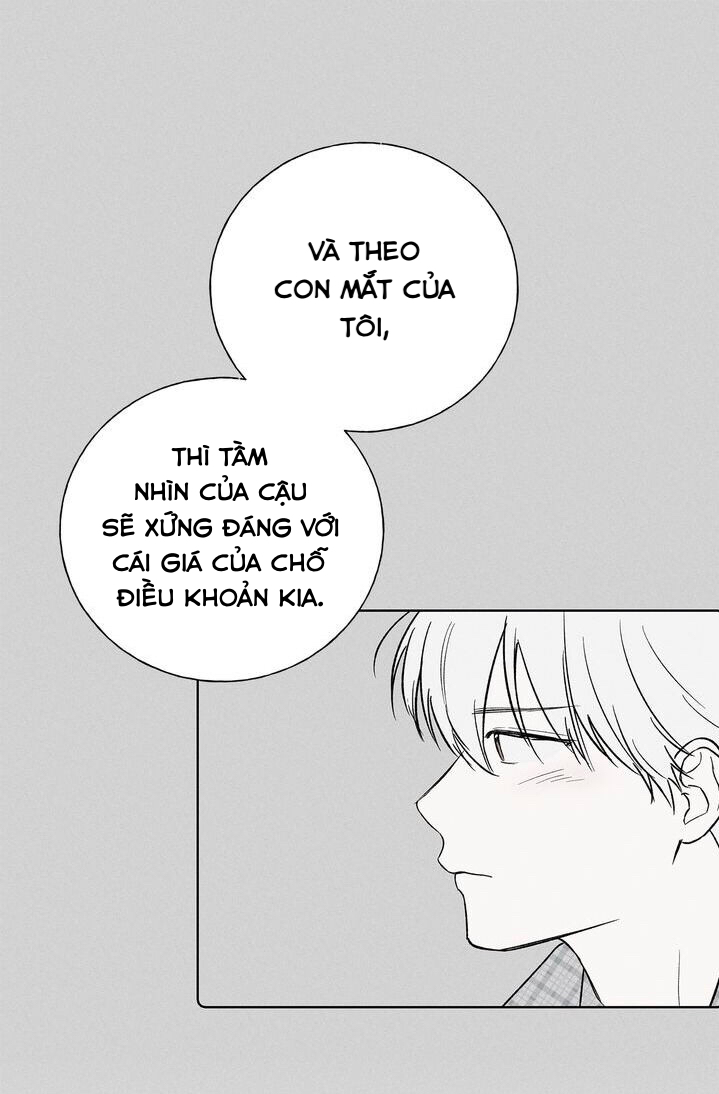 VÀ THEO
CON MẮT CỦA
TÔI,
THÌ TẦM
NHÌN CỦA CẬU
SẼ XỨNG ĐÁNG VỚI
CÁI GIÁ CỦA CHỖ
ĐIỀU KHOẢN KIA.